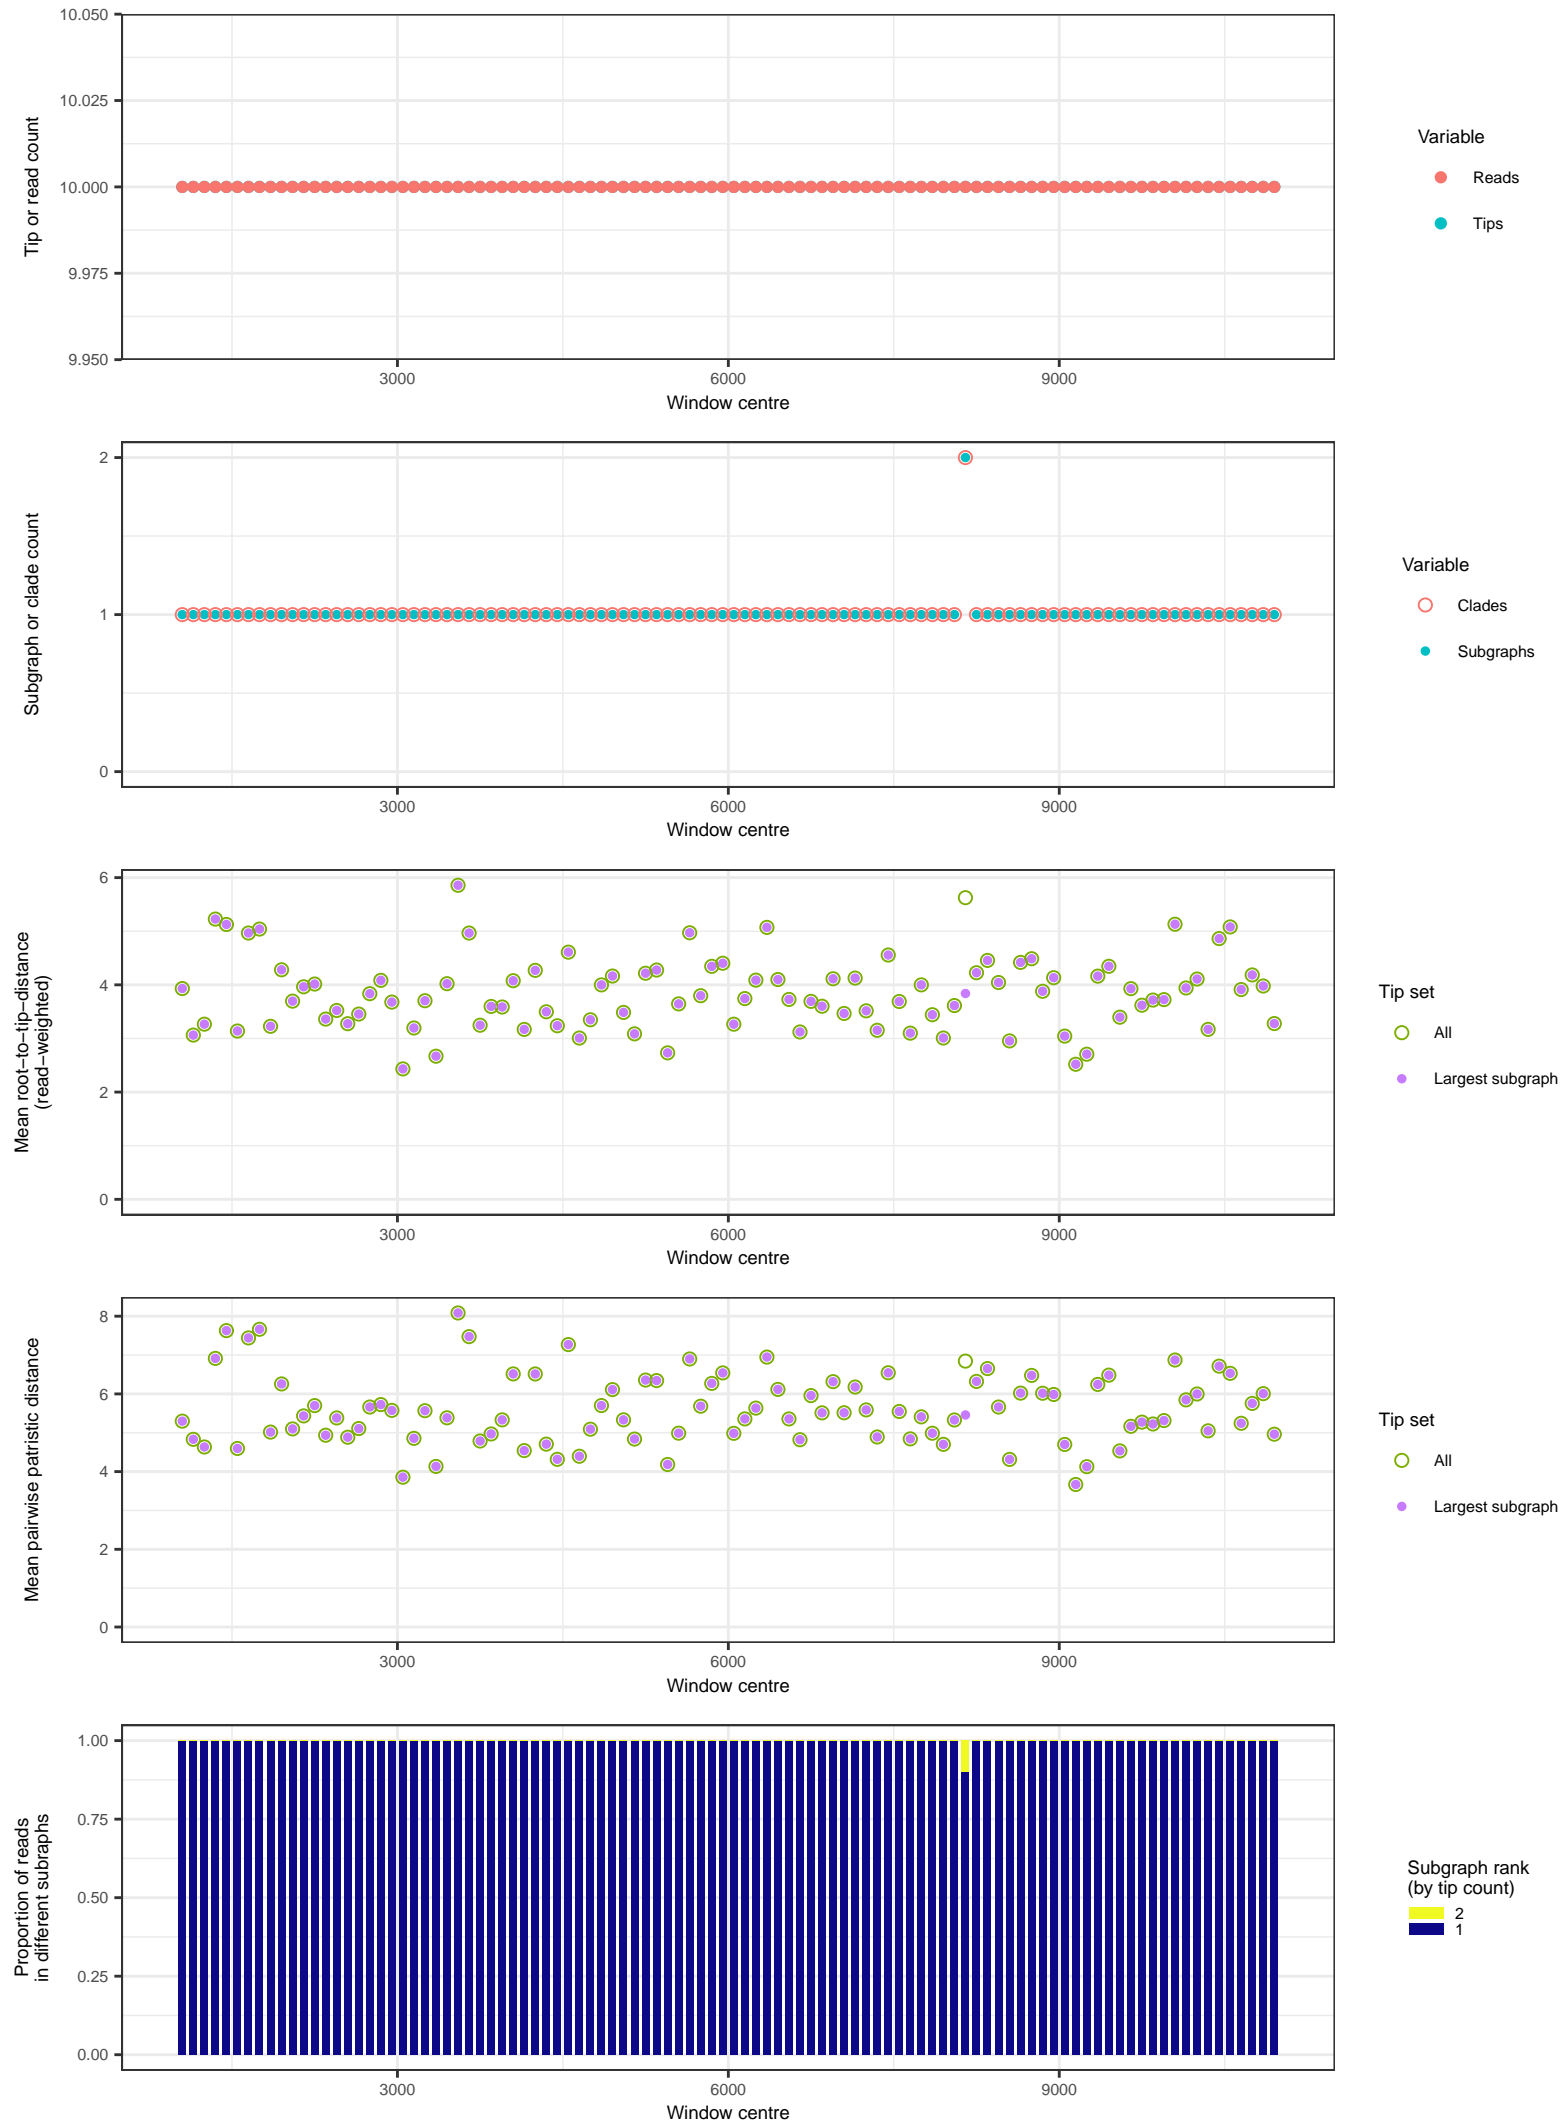 10.050
10.025
10.000
9.975
9.950
Tip or read count
3000 6000 9000
Window centre
Variable
Reads
Tips
2
1
0
Subgraph or clade count
3000 6000 9000
Window centre
Variable
Clades
Subgraphs
6
4
2
0
Mean root−to−tip−distance
(read−weighted)
3000 6000 9000
Window centre
Tip set
All
Largest subgraph
8
6
4
2
0
Mean pairwise patristic distance
3000 6000 9000
Window centre
Tip set
All
Largest subgraph
1.00
0.75
0.50
0.25
0.00
Proportion of reads
in different subraphs
3000 6000 9000
Window centre
Subgraph rank
(by tip count)
2
1